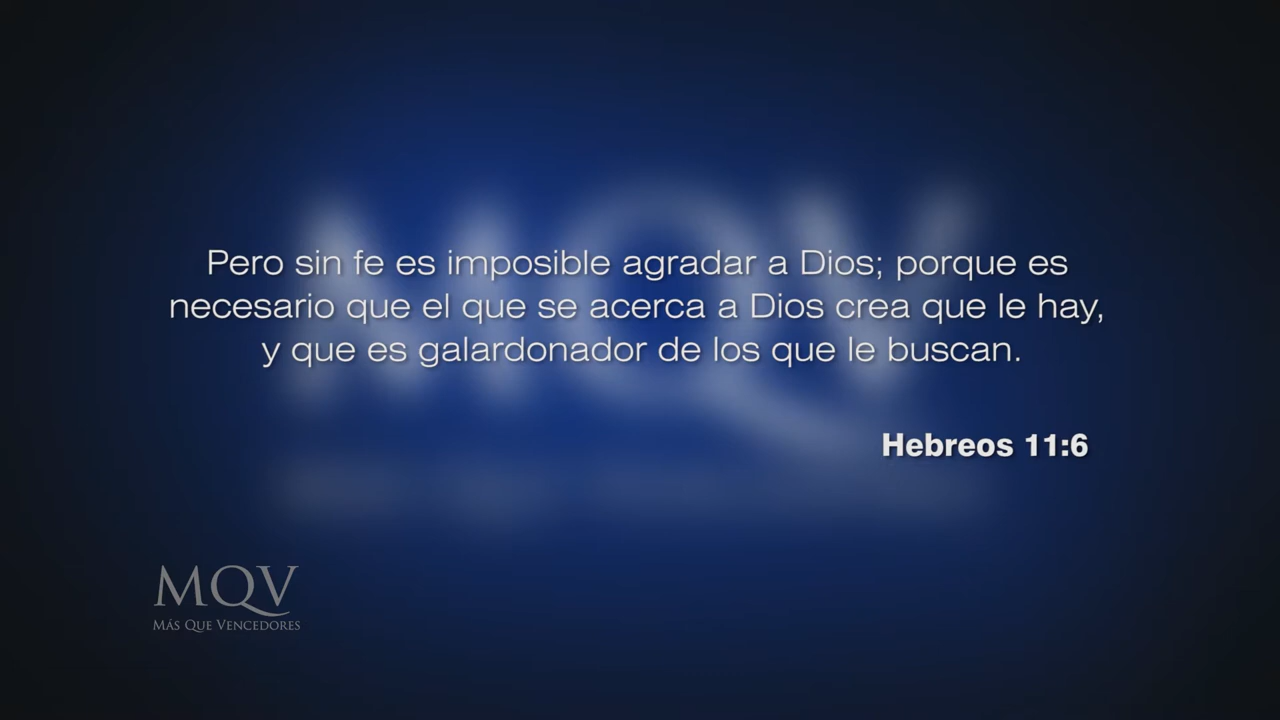 Pero sin fe es imposible agradar a Dios; porque es
necesario que el que se acerca a Dios crea que le hay,
y que es galardonador de los que le buscan.
Hebreos 11:6
MQV
MÁS QUE VENCEDORES